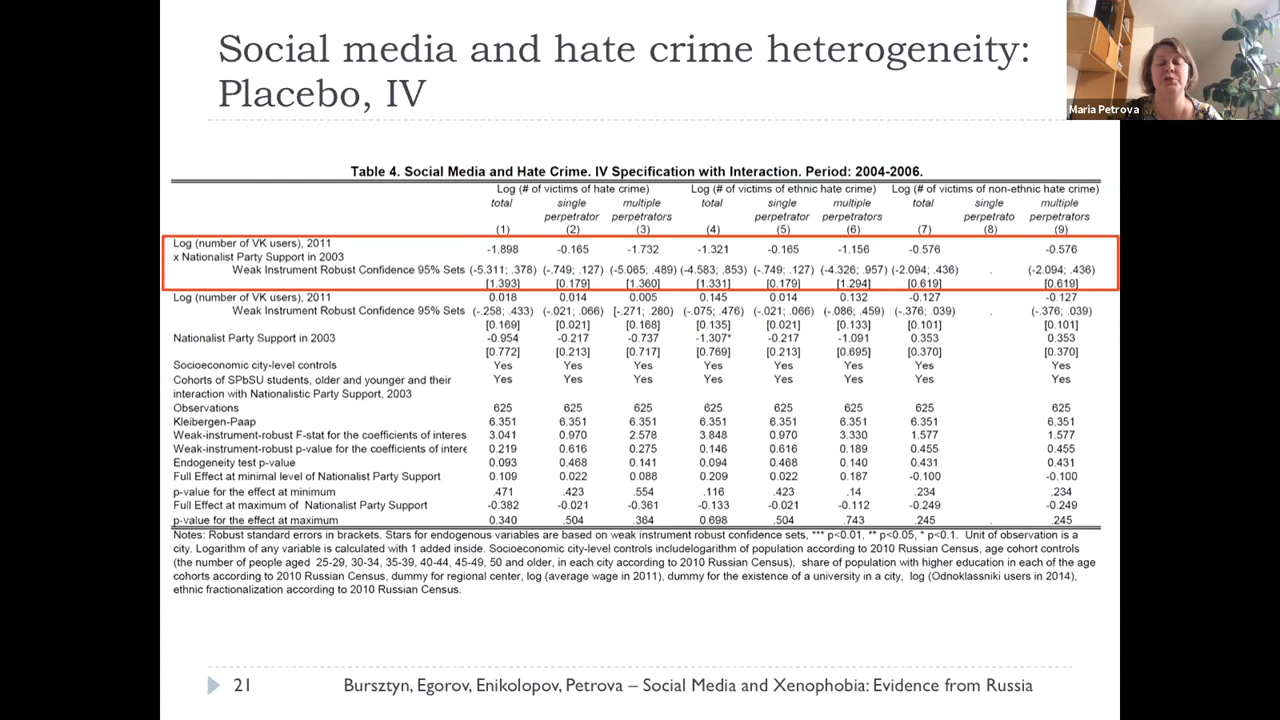 Social media and hate crime heterogeneity:
Placebo, IV
Maria Petrova
Table 4. Social Media and Hate Crime. IV Specification with Interaction. Period: 2004-2006.
Log (# of victims of hate crime) Log (# of victims of ethnic hate crime) Log (# of victims of non-ethnic hate crime)
total single perpetrator multiple perpetrators total single perpetrator multiple perpetrators total single perpetrato multiple perpetrators
(1) (2) (3) (4) (5) (6) (7) (8) (9)
Log (number of VK users), 2011
x Nationalist Party Support in 2003 -1.898 -0.165 -1.732 -1.321 -0.165 -1.156 -0.576 -0.576
Weak Instrument Robust Confidence 95% Sets (-5.311; .378) (-.749; .127) (-5.065; .489) (-4.583; .853) (-.749; .127) (-4.326; .957) (-2.094; .436) . (-2.094; .436)
[1.393] [0.179] [1.360] [1.331] [0.179] [1.294] [0.619] [0.619]
Log (number of VK users), 2011 0.018 0.014 0.005 0.145 0.014 0.132 -0.127 -0.127
Weak Instrument Robust Confidence 95% Sets (-.258; .433) (-.021; .066) [-.271; .280) (-.075; .476) (-.021; .066) (-.086; .459) (-.376; .039) . (-.376; .039)
[0.169] [0.021] [0.168] [0.135] [0.021] [0.133] [0.101] [0.101]
Nationalist Party Support in 2003 -0.954 -0.217 -0.737 -1.307* -0.217 -1.091 0.353 0.353
[0.772] [0.213] [0.717] [0.769] [0.213] [0.695] [0.370] [0.370]
Socioeconomic city-level controls Yes Yes Yes Yes Yes Yes Yes Yes
Cohorts of SPbSU students, older and younger and their Yes Yes Yes Yes Yes Yes Yes Yes
interaction with Nationalistic Party Support, 2003
Observations 625 625 625 625 625 625 625 625
Kleibergen-Paap 6.351 6.351 6.351 6.351 6.351 6.351 6.351 6.351
Weak-instrument-robust F-stat for the coefficients of interes 3.041 0.970 2.578 3.848 0.970 3.330 1.577 1.577
Weak-instrument-robust p-value for the coefficients of intere 0.219 0.616 0.275 0.146 0.616 0.189 0.455 0.455
Endogeneity test p-value 0.093 0.468 0.141 0.094 0.468 0.140 0.431 0.431
Full Effect at minimal level of Nationalist Party Support 0.109 0.022 0.088 0.209 0.022 0.187 -0.100 -0.100
p-value for the effect at minimum .471 .423 .554 .116 .423 .14 .234 .234
Full Effect at maximum of Nationalist Party Support -0.382 -0.021 -0.361 -0.133 -0.021 -0.112 -0.249 -0.249
p-value for the effect at maximum 0.340 .504 .364 0.698 .504 .743 .245 . .245
Notes: Robust standard errors in brackets. Stars for endogenous variables are based on weak instrument robust confidence sets, *** p<0.01, ** p<0.05, * p<0.1. Unit of observation is a
city. Logarithm of any variable is calculated with 1 added inside. Socioeconomic city-level controls includelogarithm of population according to 2010 Russian Census, age cohort controls
(the number of people aged 25-29, 30-34, 35-39, 40-44, 45-49, 50 and older, in each city according to 2010 Russian Census), share of population with higher education in each of the age
cohorts according to 2010 Russian Census, dummy for regional center, log (average wage in 2011), dummy for the existence of a university in a city, log (Odnoklassniki users in 2014),
ethnic fractionalization according to 2010 Russian Census.
21 Bursztyn, Egorov, Enikolopov, Petrova – Social Media and Xenophobia: Evidence from Russia